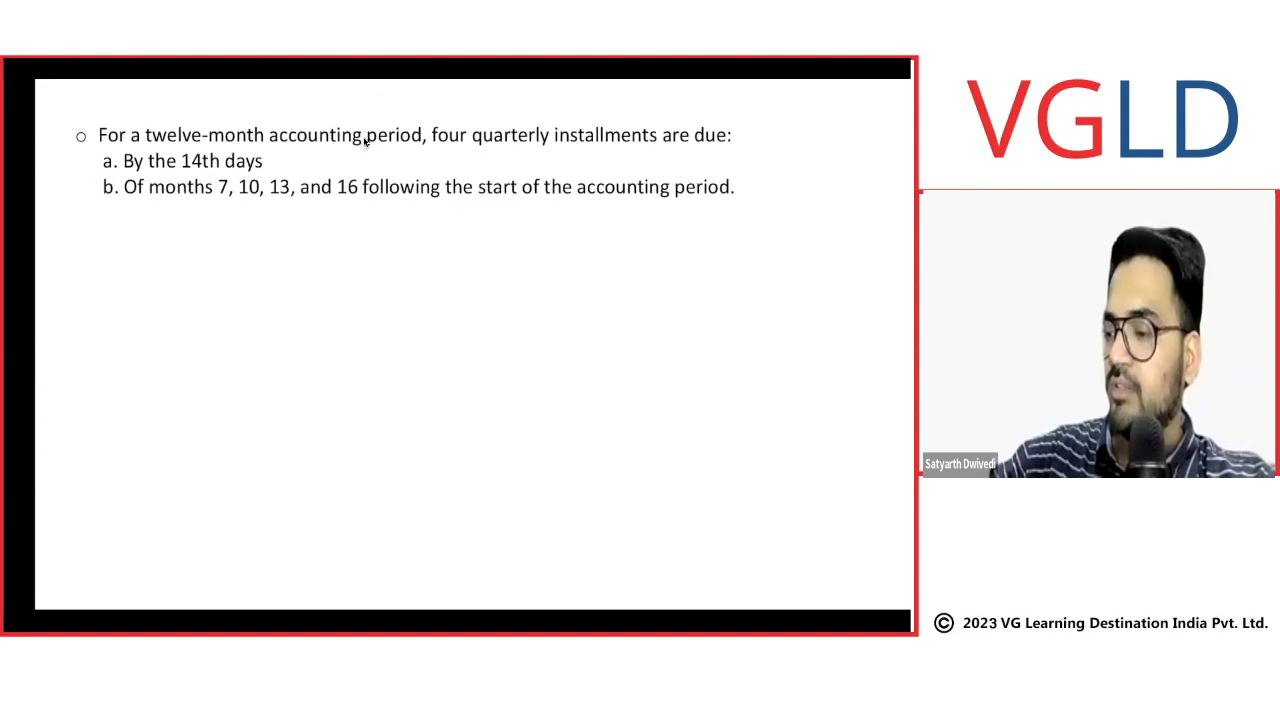 ○ For a twelve-month accounting period, four quarterly installments are due:
a. By the 14th days
b. Of months 7, 10, 13, and 16 following the start of the accounting period.
VGLD
Satyarth Dwivedi
© 2023 VG Learning Destination India Pvt. Ltd.